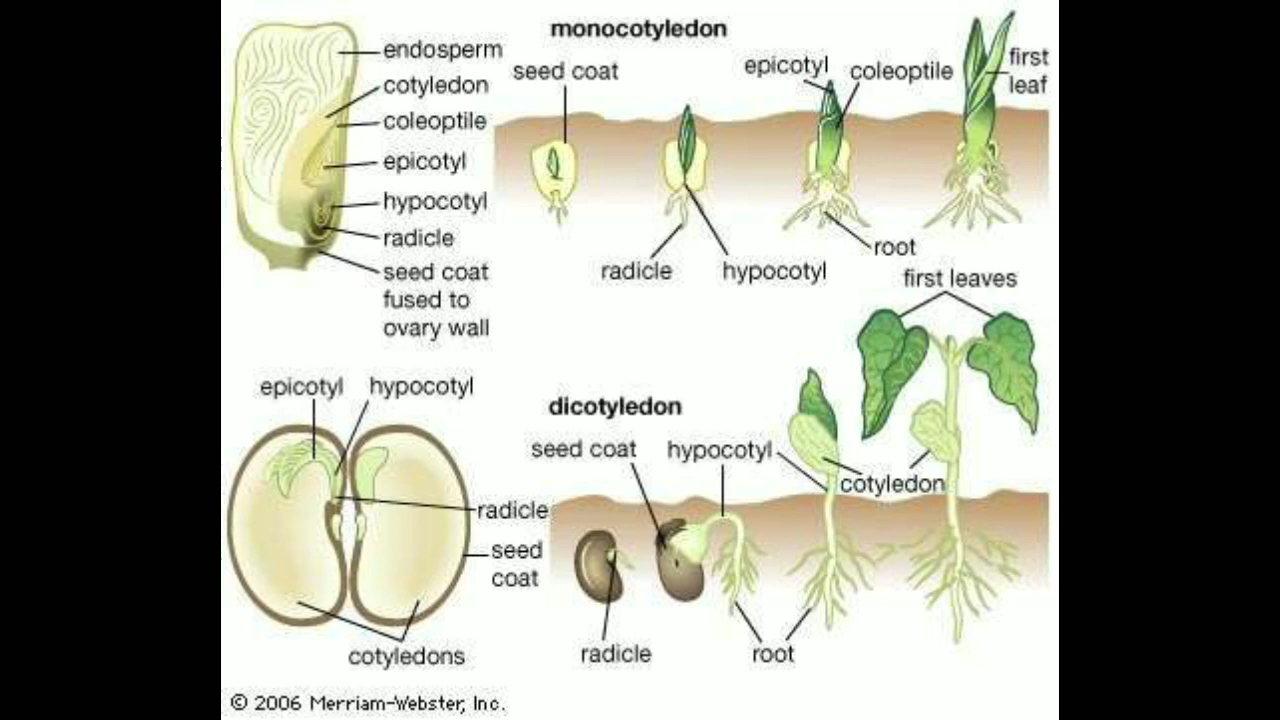 monocotyledon
endosperm
cotyledon
coleoptile
epicotyl
hypocotyl
radicle
seed coat
fused to
ovary wall
seed coat
epicotyl
coleoptile
first
leaf
radicle
hypocotyl
root
first leaves
epicotyl
hypocotyl
radicle
seed
coat
cotyledons
dicotyledon
seed coat
hypocotyl
cotyledon
radicle
root
© 2006 Merriam-Webster, Inc.